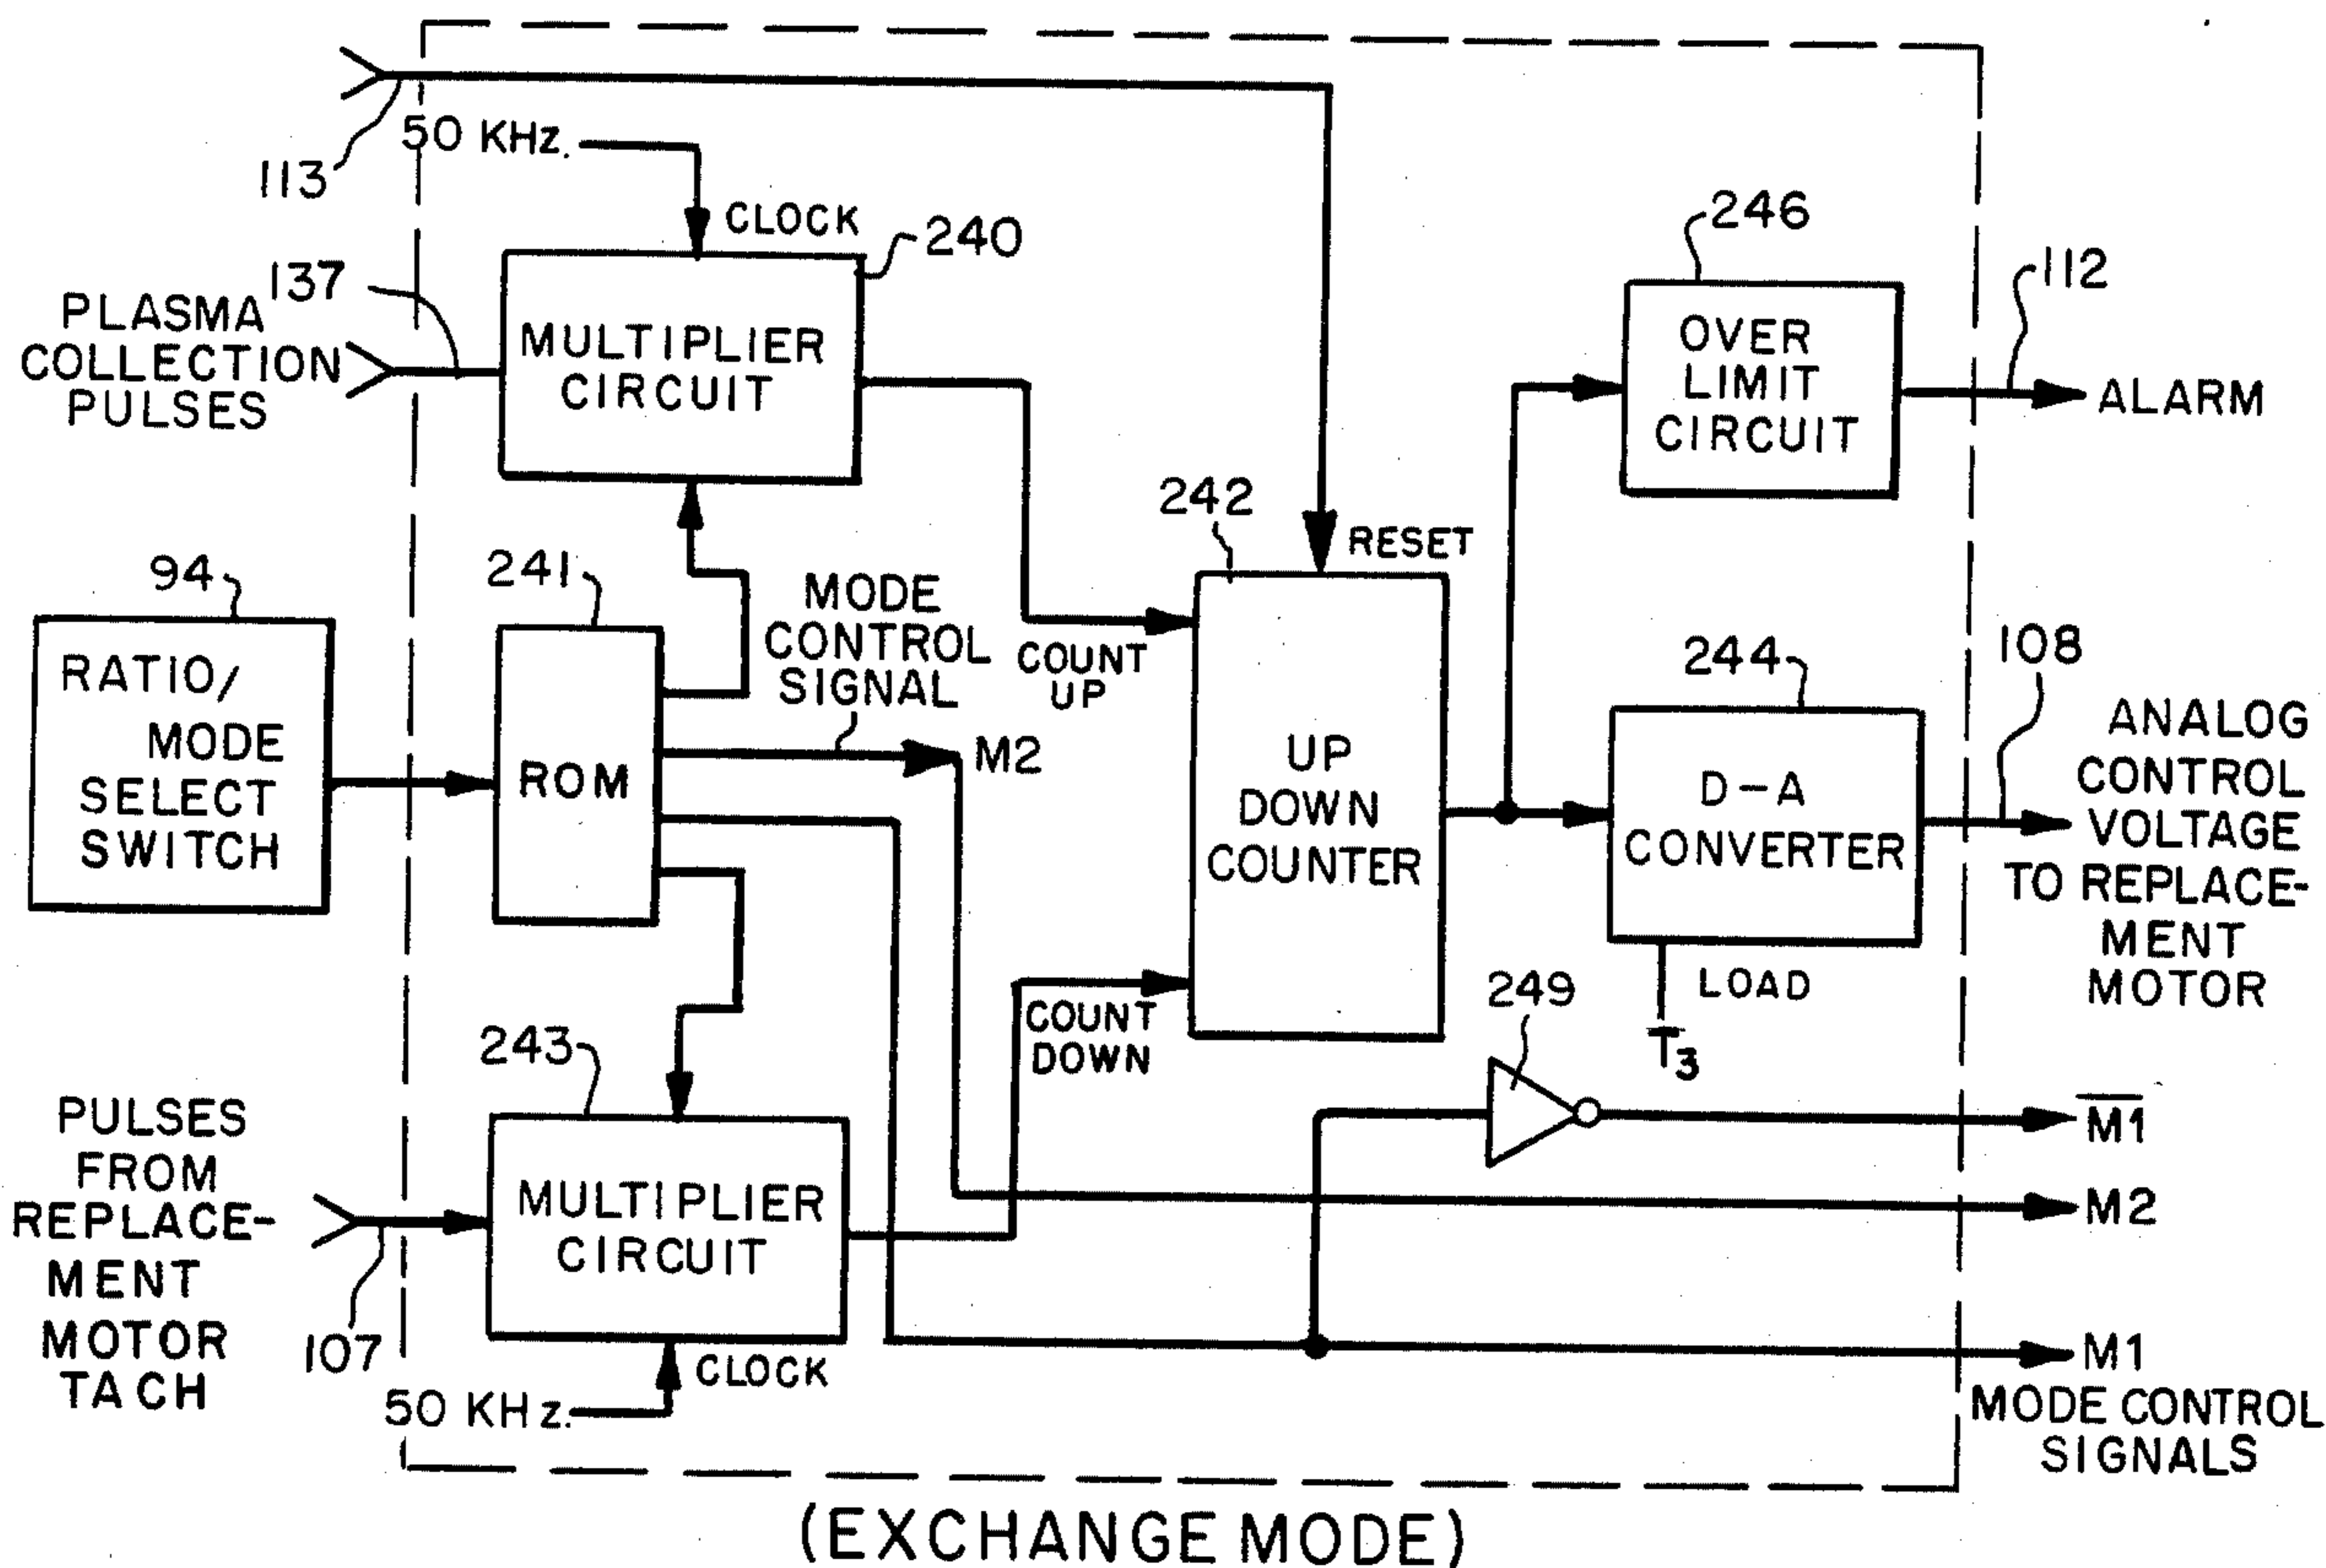 113
50 KHz.
CLOCK
240
137
PLASMA
COLLECTION
PULSES
MULTIPLIER
CIRCUIT
246
OVER
LIMIT
CIRCUIT
112
ALARM
94
RATIO/
MODE
SELECT
SWITCH
241
ROM
MODE
CONTROL
SIGNAL
M2
COUNT
UP
242
RESET
UP
DOWN
COUNTER
244
D-A
CONVERTER
LOAD
T3
108
ANALOG
CONTROL
VOLTAGE
TO REPLACE-
MENT
MOTOR
243
COUNT
DOWN
249
M̅1̅
M2
PULSES
FROM
REPLACE-
MENT
MOTOR
TACH
107
MULTIPLIER
CIRCUIT
CLOCK
50 KHz.
M1
MODE CONTROL
SIGNALS
(EXCHANGE MODE)